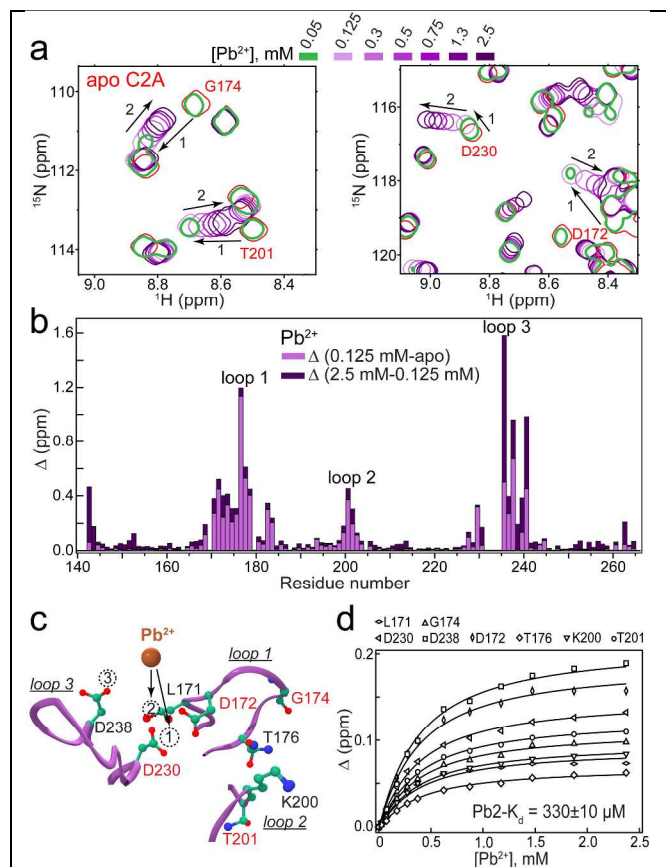 a
[Pb²⁺], mM
0.05
0.125
0.3
0.5
0.75
1.3
2.5
apo C2A
G174
2
1
2
1
T201
110
112
114
¹⁵N (ppm)
9.0 8.8 8.6 8.4
¹H (ppm)
2
1
D230
2
1
D172
116
118
120
¹⁵N (ppm)
9.0 8.8 8.6 8.4
¹H (ppm)
b
Pb²⁺
Δ (0.125 mM-apo)
Δ (2.5 mM-0.125 mM)
loop 1
loop 2
loop 3
1.6
1.2
0.8
0.4
0.0
Δ (ppm)
140 160 180 200 220 240 260
Residue number
c
Pb²⁺
loop 1
loop 3
3
L171
2
D172
G174
D238
1
D230
T176
K200
T201
loop 2
d
L171 G174
D230 D238 D172 T176 K200 T201
0.2
0.1
0.0
Δ (ppm)
Pb2-Kd = 330±10 μM
0.0 0.5 1.0 1.5 2.0 2.5
[Pb²⁺], mM